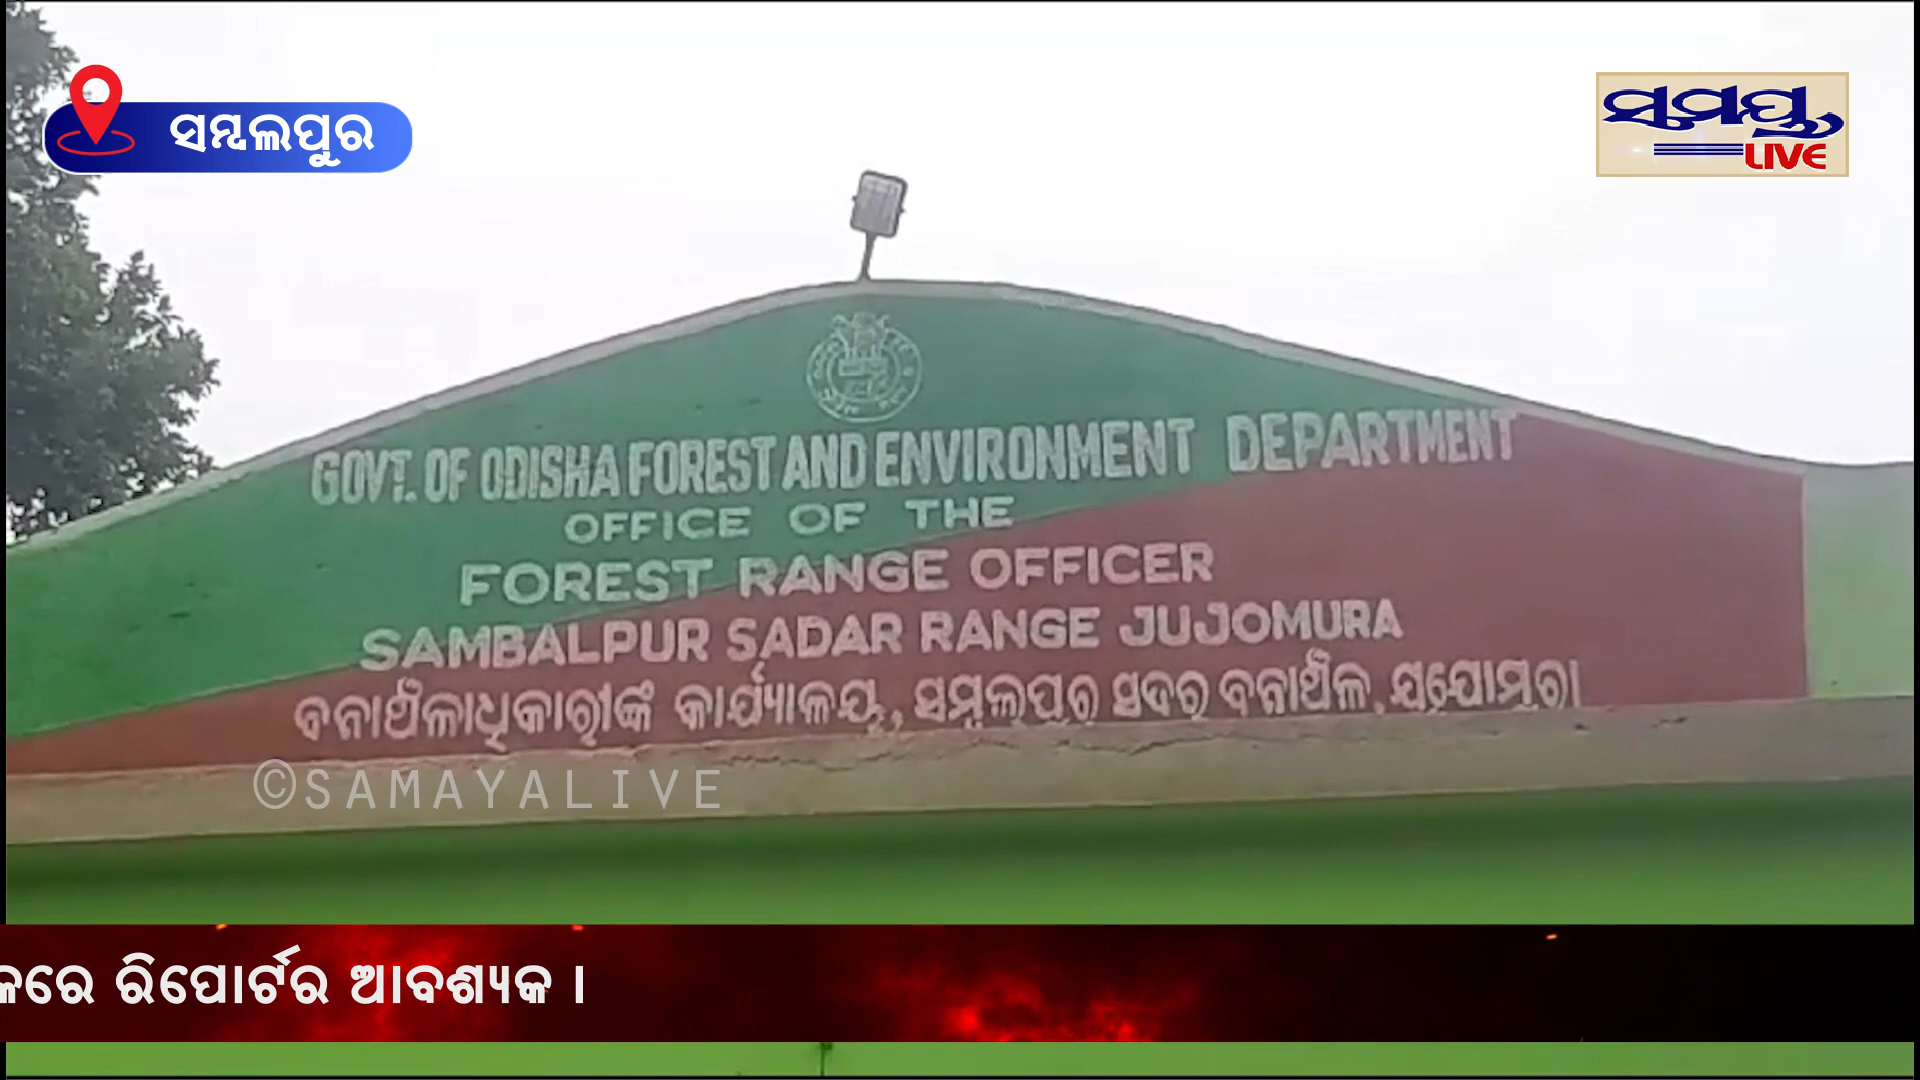 ସମ୍ବଲପୁର
ସମୟ
LIVE
GOVT. OF ODISHA FOREST AND ENVIRONMENT DEPARTMENT
OFFICE OF THE
FOREST RANGE OFFICER
SAMBALPUR SADAR RANGE JUJOMURA
ବନାଞ୍ଚଳାଧିକାରୀଙ୍କ କାର୍ଯ୍ୟାଳୟ, ସମ୍ବଲପୁର ସଦର ବନାଞ୍ଚଳ, ଯୁଯୋମୁରା
©SAMAYALIVE
ରିପୋର୍ଟର ଆବଶ୍ୟକ ।